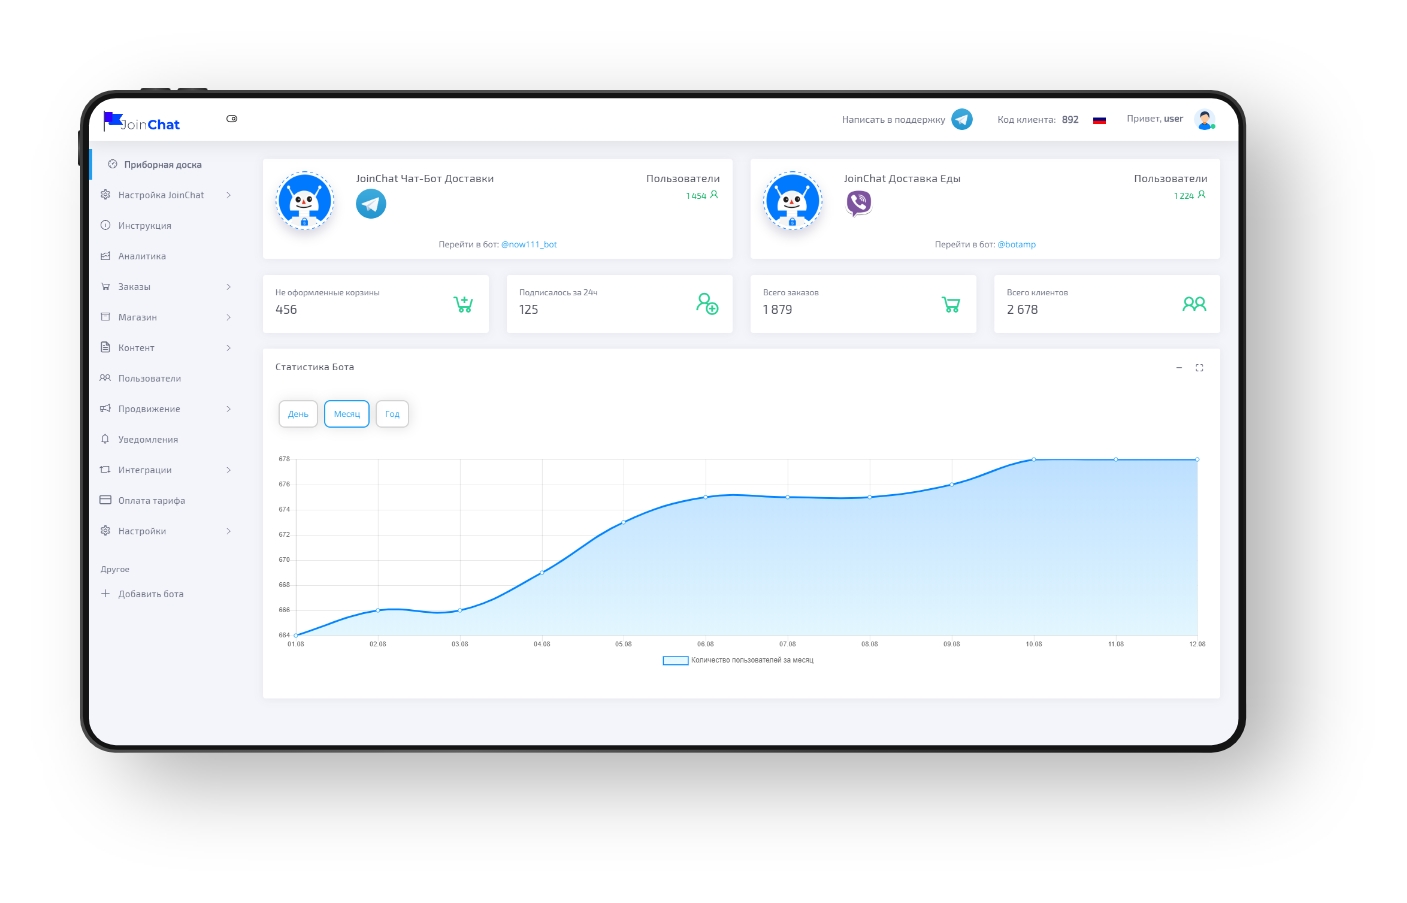 JoinChat
Написать в поддержку
Код клиента: 892
Привет, user
Приборная доска
Настройка JoinChat
Инструкция
Аналитика
Заказы
Магазин
Контент
Пользователи
Продвижение
Уведомления
Интеграции
Оплата тарифа
Настройки
Другое
Добавить бота
JoinChat Чат-Бот Доставки
Пользователи
1 454
Перейти в бот: @now111_bot
JoinChat Доставка Еды
Пользователи
1 224
Перейти в бот: @botamp
Не оформленные корзины
456
Подписалось за 24ч
125
Всего заказов
1 879
Всего клиентов
2 678
Статистика Бота
День Месяц Год
678
676
674
672
670
668
666
664
01.08 02.08 03.08 04.08 05.08 06.08 07.08 08.08 09.08 10.08 11.08 12.08
Количество пользователей за месяц